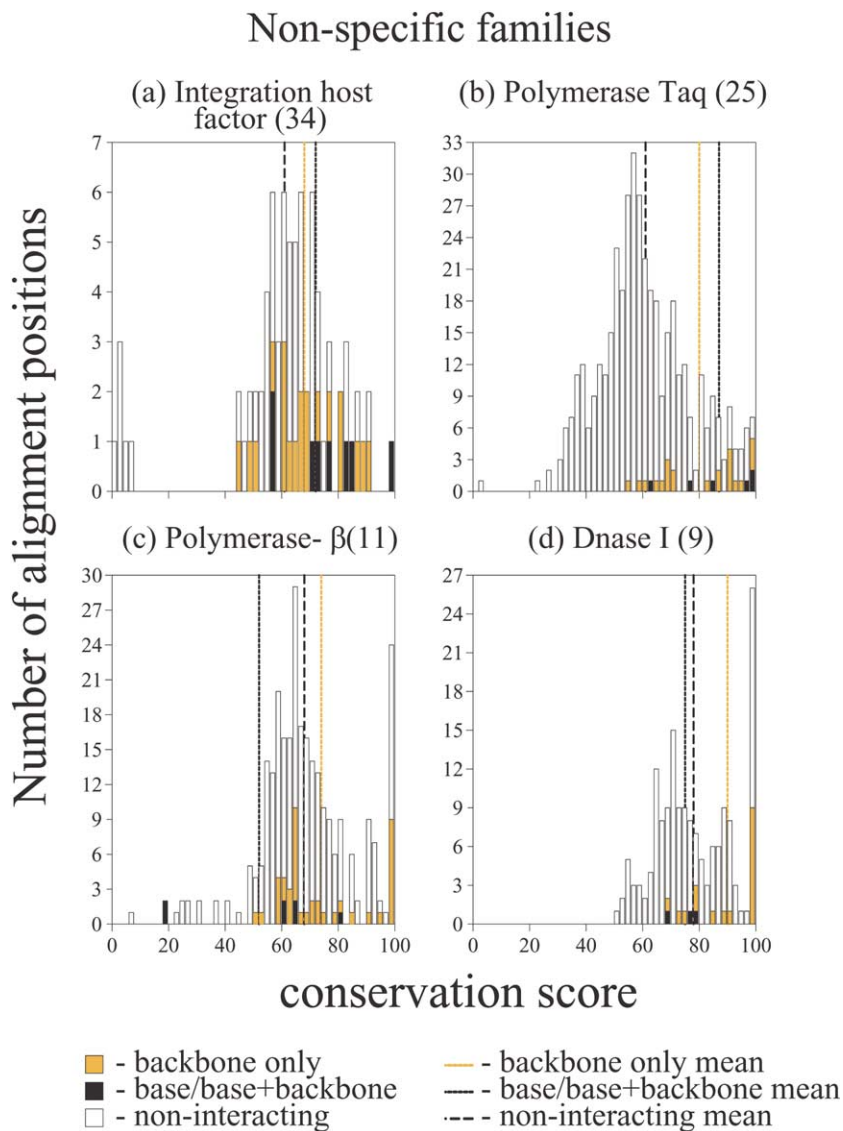 Non-specific families
(a) Integration host
factor (34)
(b) Polymerase Taq (25)
7
6
5
4
3
2
1
0
33
30
27
24
21
18
15
12
9
6
3
0
(c) Polymerase- β(11)
(d) Dnase I (9)
30
27
24
21
18
15
12
9
6
3
0
27
24
21
18
15
12
9
6
3
0
0 20 40 60 80 100
0 20 40 60 80 100
Number of alignment positions
conservation score
- backbone only
- base/base+backbone
- non-interacting
- backbone only mean
- base/base+backbone mean
- non-interacting mean